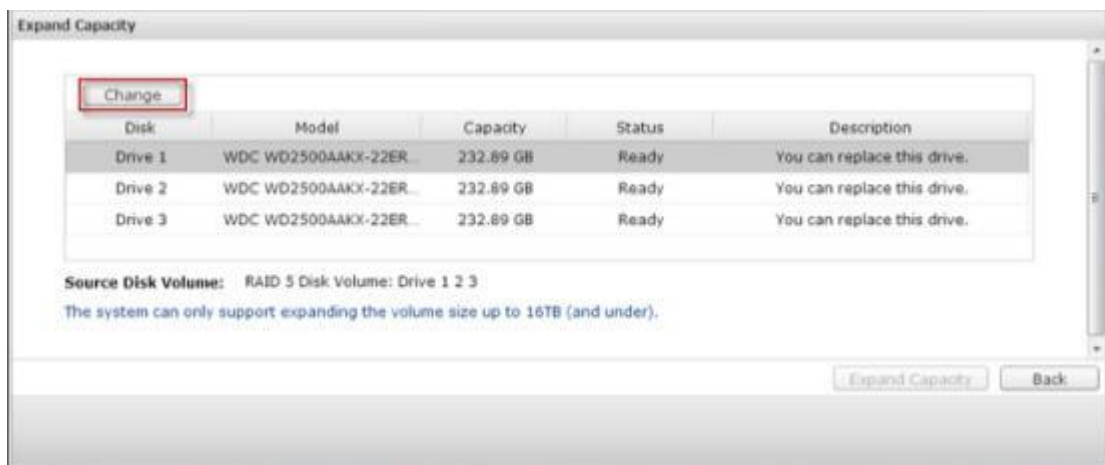 Expand Capacity
Change
Disk Model Capacity Status Description
Drive 1 WDC WD2500AAKX-22ER... 232.89 GB Ready You can replace this drive.
Drive 2 WDC WD2500AAKX-22ER... 232.89 GB Ready You can replace this drive.
Drive 3 WDC WD2500AAKX-22ER... 232.89 GB Ready You can replace this drive.
Source Disk Volume: RAID 5 Disk Volume: Drive 1 2 3
The system can only support expanding the volume size up to 16TB (and under).
Expand Capacity Back